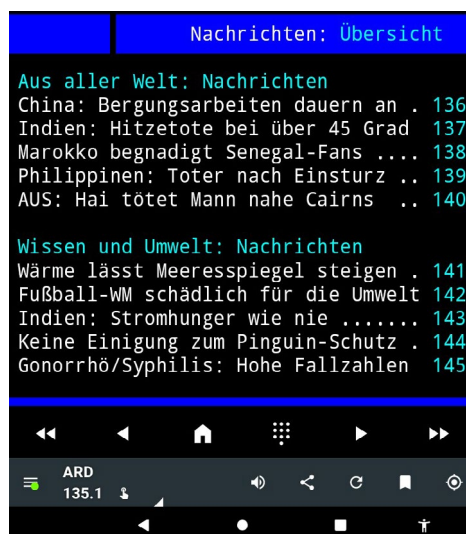 Nachrichten: Übersicht
Aus aller Welt: Nachrichten
China: Bergungsarbeiten dauern an . 136
Indien: Hitzetote bei über 45 Grad 137
Marokko begnadigt Senegal-Fans .... 138
Philippinen: Toter nach Einsturz .. 139
AUS: Hai tötet Mann nahe Cairns .. 140
Wissen und Umwelt: Nachrichten
Wärme lässt Meeresspiegel steigen . 141
Fußball-WM schädlich für die Umwelt 142
Indien: Stromhunger wie nie ....... 143
Keine Einigung zum Pinguin-Schutz . 144
Gonorrhö/Syphilis: Hohe Fallzahlen 145
ARD
135.1